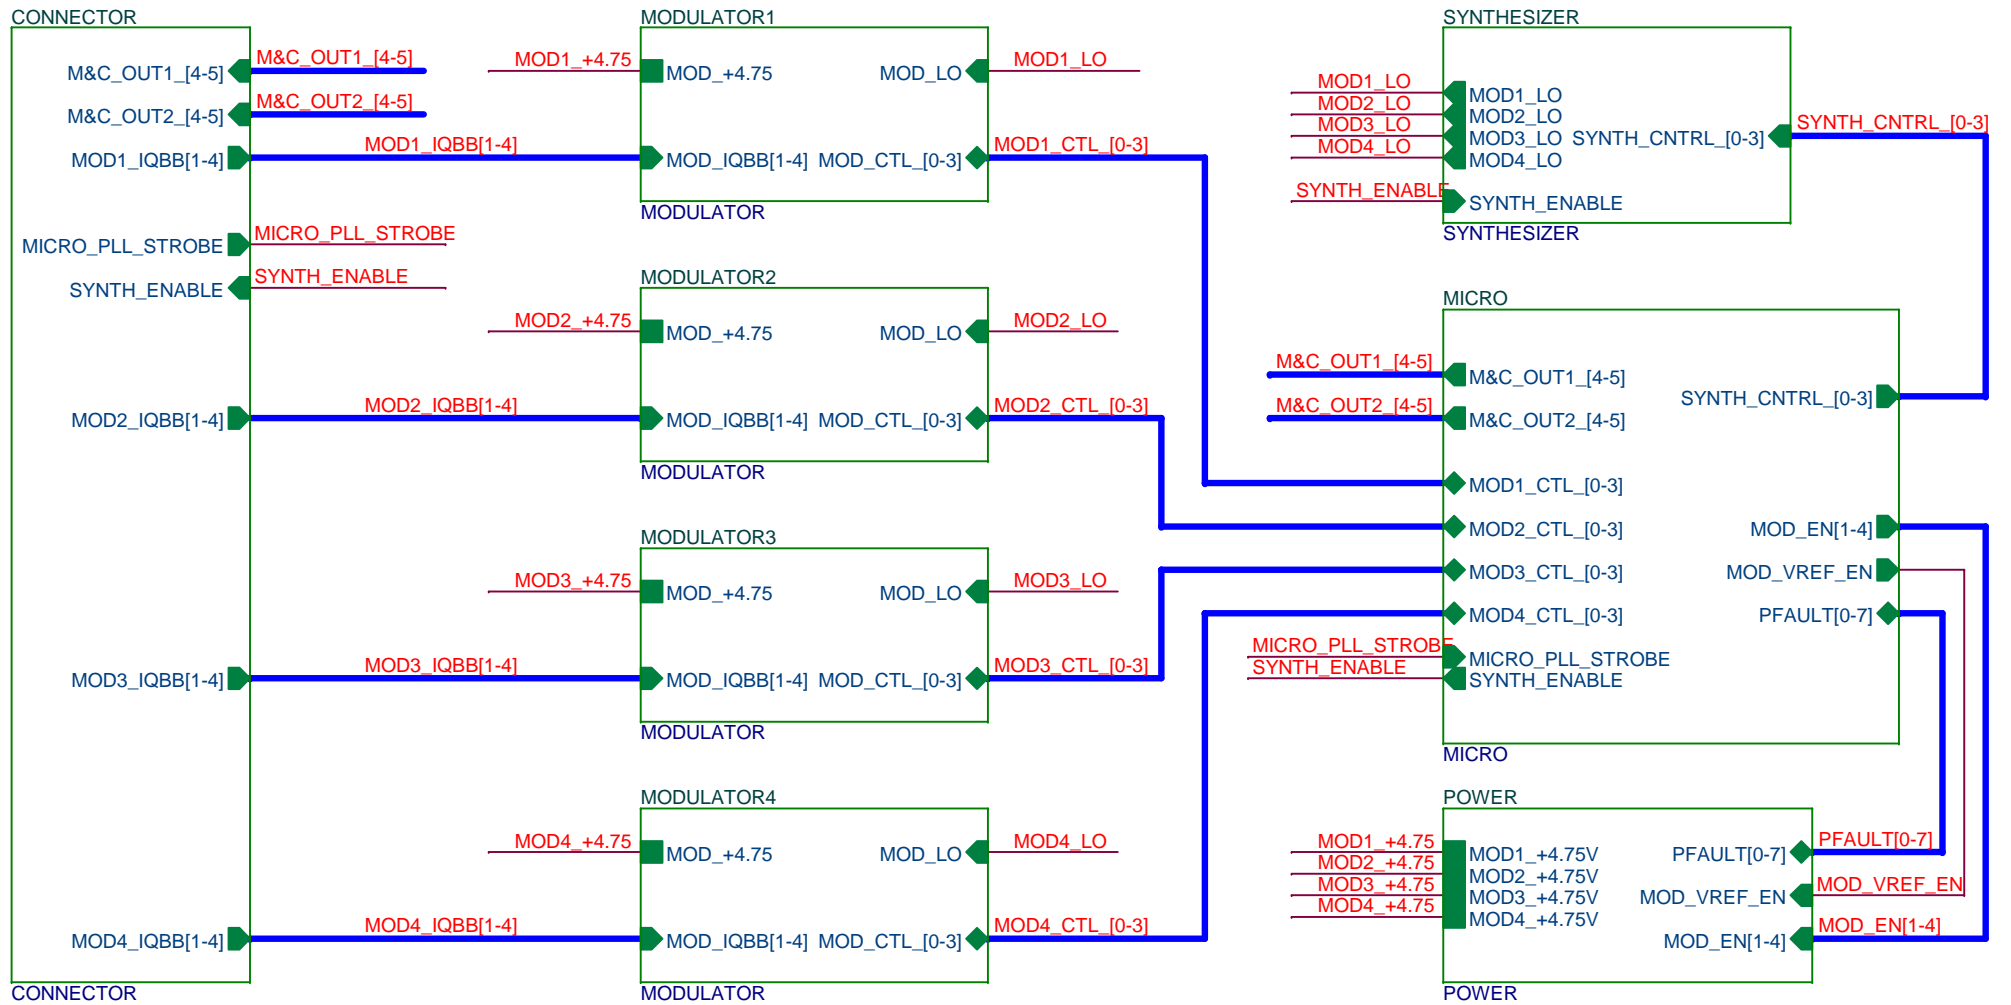 CONNECTOR
M&C_OUT1_[4-5]
M&C_OUT1_[4-5]
M&C_OUT2_[4-5]
M&C_OUT2_[4-5]
MOD1_IQBB[1-4]
MOD1_IQBB[1-4]
MICRO_PLL_STROBE
MICRO_PLL_STROBE
SYNTH_ENABLE
SYNTH_ENABLE
MOD2_IQBB[1-4]
MOD2_IQBB[1-4]
MOD3_IQBB[1-4]
MOD3_IQBB[1-4]
MOD4_IQBB[1-4]
MOD4_IQBB[1-4]
CONNECTOR
MODULATOR1
MOD1_+4.75
MOD_+4.75
MOD_LO
MOD1_LO
MOD_IQBB[1-4]
MOD_CTL_[0-3]
MOD1_CTL_[0-3]
MODULATOR
MODULATOR2
MOD2_+4.75
MOD_+4.75
MOD_LO
MOD2_LO
MOD_IQBB[1-4]
MOD_CTL_[0-3]
MOD2_CTL_[0-3]
MODULATOR
MODULATOR3
MOD3_+4.75
MOD_+4.75
MOD_LO
MOD3_LO
MOD_IQBB[1-4]
MOD_CTL_[0-3]
MOD3_CTL_[0-3]
MODULATOR
MODULATOR4
MOD4_+4.75
MOD_+4.75
MOD_LO
MOD4_LO
MOD_IQBB[1-4]
MOD_CTL_[0-3]
MOD4_CTL_[0-3]
MODULATOR
SYNTHESIZER
MOD1_LO
MOD1_LO
MOD2_LO
MOD2_LO
MOD3_LO
MOD3_LO
MOD4_LO
MOD4_LO
SYNTH_CNTRL_[0-3]
SYNTH_CNTRL_[0-3]
SYNTH_ENABLE
SYNTH_ENABLE
SYNTHESIZER
MICRO
M&C_OUT1_[4-5]
M&C_OUT1_[4-5]
M&C_OUT2_[4-5]
M&C_OUT2_[4-5]
SYNTH_CNTRL_[0-3]
MOD1_CTL_[0-3]
MOD2_CTL_[0-3]
MOD_EN[1-4]
MOD3_CTL_[0-3]
MOD_VREF_EN
MOD4_CTL_[0-3]
PFAULT[0-7]
MICRO_PLL_STROBE
MICRO_PLL_STROBE
SYNTH_ENABLE
SYNTH_ENABLE
MICRO
POWER
MOD1_+4.75
MOD1_+4.75V
MOD2_+4.75
MOD2_+4.75V
MOD3_+4.75
MOD3_+4.75V
MOD4_+4.75
MOD4_+4.75V
PFAULT[0-7]
PFAULT[0-7]
MOD_VREF_EN
MOD_VREF_EN
MOD_EN[1-4]
MOD_EN[1-4]
POWER